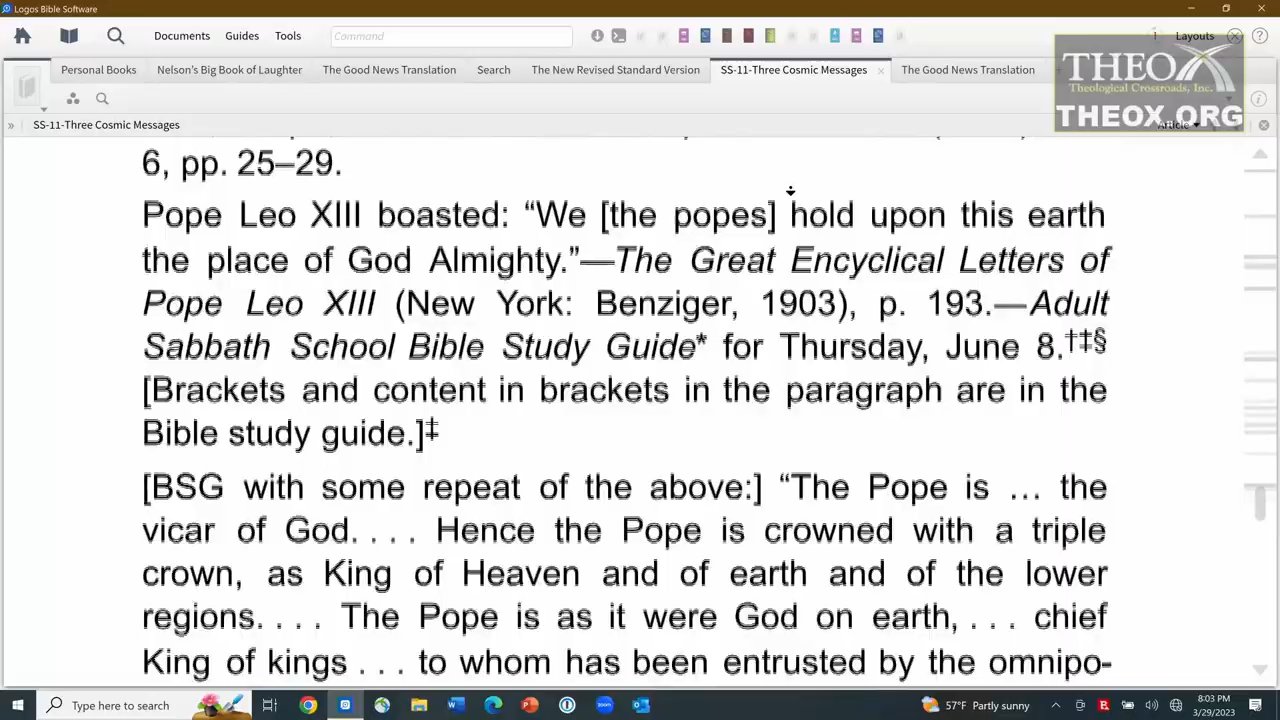 Logos Bible Software
Documents Guides Tools Command Layouts
Personal Books Nelson's Big Book of Laughter The Good News Translation Search The New Revised Standard Version SS-11-Three Cosmic Messages The Good News Translation
THEOX
Theological Crossroads, Inc.
THEOX.ORG
SS-11-Three Cosmic Messages Article
6, pp. 25–29.
Pope Leo XIII boasted: “We [the popes] hold upon this earth
the place of God Almighty.”—The Great Encyclical Letters of
Pope Leo XIII (New York: Benziger, 1903), p. 193.—Adult
Sabbath School Bible Study Guide* for Thursday, June 8.†‡§
[Brackets and content in brackets in the paragraph are in the
Bible study guide.]‡
[BSG with some repeat of the above:] “The Pope is … the
vicar of God. . . . Hence the Pope is crowned with a triple
crown, as King of Heaven and of earth and of the lower
regions. . . . The Pope is as it were God on earth, . . . chief
King of kings . . . to whom has been entrusted by the omnipo-
Type here to search 57°F Partly sunny 8:03 PM
3/29/2023